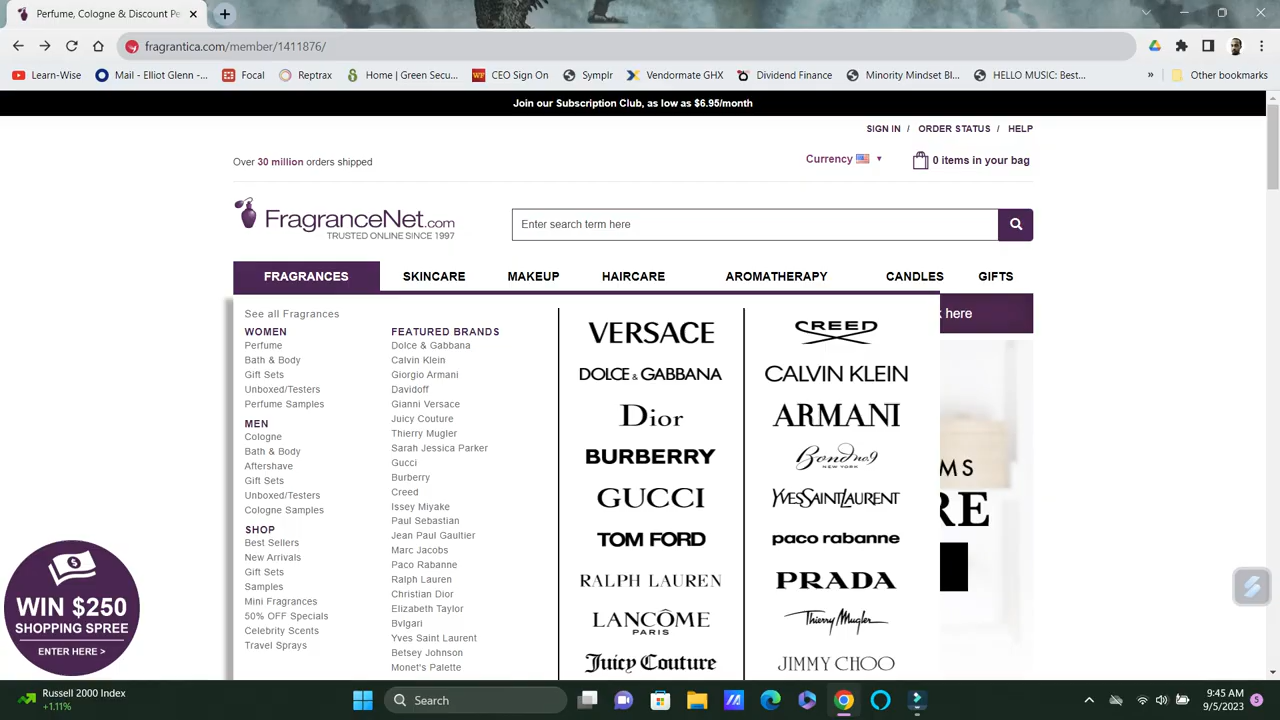 Perfume, Cologne & Discount Pe
fragrantica.com/member/1411876/
Learn-Wise
Mail - Elliot Glenn -...
Focal
Reptrax
Home | Green Secu...
CEO Sign On
Symplr
Vendormate GHX
Dividend Finance
Minority Mindset Bl...
HELLO MUSIC: Best...
»
Other bookmarks
Join our Subscription Club, as low as $6.95/month
SIGN IN / ORDER STATUS / HELP
Over 30 million orders shipped
Currency
0 items in your bag
FragranceNet.com
TRUSTED ONLINE SINCE 1997
Enter search term here
FRAGRANCES
SKINCARE
MAKEUP
HAIRCARE
AROMATHERAPY
CANDLES
GIFTS
here
See all Fragrances
WOMEN
Perfume
Bath & Body
Gift Sets
Unboxed/Testers
Perfume Samples
MEN
Cologne
Bath & Body
Aftershave
Gift Sets
Unboxed/Testers
Cologne Samples
SHOP
Best Sellers
New Arrivals
Gift Sets
Samples
Mini Fragrances
50% OFF Specials
Celebrity Scents
Travel Sprays
FEATURED BRANDS
Dolce & Gabbana
Calvin Klein
Giorgio Armani
Davidoff
Gianni Versace
Juicy Couture
Thierry Mugler
Sarah Jessica Parker
Gucci
Burberry
Creed
Issey Miyake
Paul Sebastian
Jean Paul Gaultier
Marc Jacobs
Paco Rabanne
Ralph Lauren
Christian Dior
Elizabeth Taylor
Bvlgari
Yves Saint Laurent
Betsey Johnson
Monet's Palette
VERSACE
DOLCE & GABBANA
Dior
BURBERRY
GUCCI
TOM FORD
RALPH LAUREN
LANCÔME
PARIS
Juicy Couture
CREED
CALVIN KLEIN
ARMANI
Bond no. 9
NEW YORK
YVESSAINTLAURENT
paco rabanne
PRADA
Thierry Mugler
JIMMY CHOO
MS
RE
WIN $250
SHOPPING SPREE
ENTER HERE >
Russell 2000 Index
+1.11%
Search
9:45 AM
9/5/2023
5